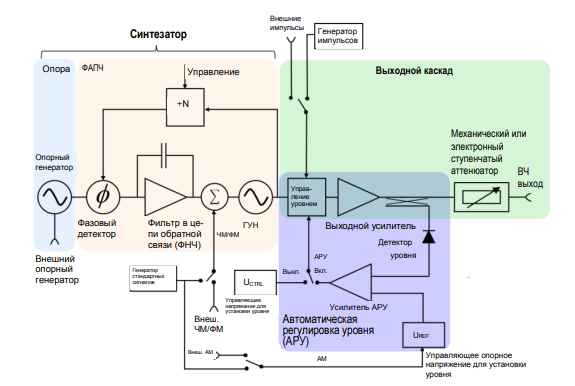 Внешние
импульсы
Генератор
импульсов
Синтезатор
Опора
ФАПЧ
Управление
Выходной каскад
÷N
Механический или
электронный
ступенчатый
аттенюатор
Опорный
генератор
ВЧ
выход
ϕ
Σ
Управ-
ление
уровнем
Фазовый
детектор
Фильтр в це-
пи обратной
связи (ФНЧ)
ГУН
ЧМ/ФМ
Выходной усилитель
Детектор
уровня
Внешний
опорный
генератор
Генератор
стандартных
сигналов
UCTRL
Выкл.
АРУ
Вкл.
Управляющее
напряжение для
установки уровня
Усилитель АРУ
Внеш.
ЧМ/ФМ
Автоматическая
регулировка уровня
(АРУ)
UREF
Внеш. АМ
АМ
Управляющее опорное
напряжение для установки
уровня